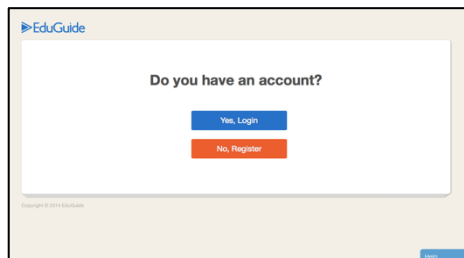 EduGuide
Do you have an account?
Yes, Login
No, Register
Copyright © 2014 EduGuide
Help